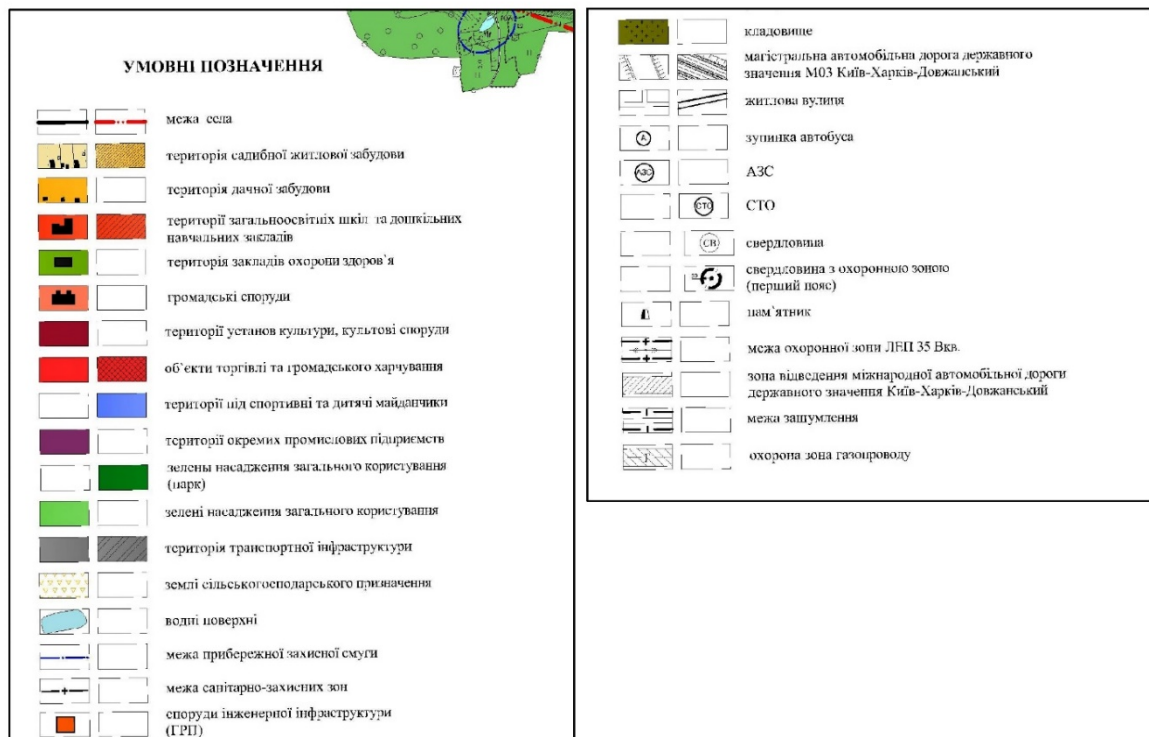 УМОВНІ ПОЗНАЧЕННЯ
межа села
територія садибної житлової забудови
територія дачної забудови
території загальноосвітніх шкіл та дошкільних
навчальних закладів
територія закладів охорони здоров`я
громадські споруди
території установ культури, культові споруди
об`єкти торгівлі та громадського харчування
території під спортивні та дитячі майданчики
території окремих промислових підприємств
зелены насадження загального користування
(парк)
зелені насадження загального користування
територія транспортної інфраструктури
землі сільськогосподарського призначення
водні поверхні
межа прибережної захисної смуги
межа санітарно-захисних зон
споруди інженерної інфраструктури
(ГРП)
кладовище
магістральна автомобільна дорога державного
значення М03 Київ-Харків-Довжанський
житлова вулиця
А зупинка автобуса
АЗС АЗС
СТО СТО
СВ свердловина
свердловина з охоронною зоною
(перший пояс)
пам`ятник
межа охоронної зони ЛЕП 35 Вкв.
зона відведення міжнародної автомобільної дороги
державного значення Київ-Харків-Довжанський
межа зашумлення
охорона зона газопроводу